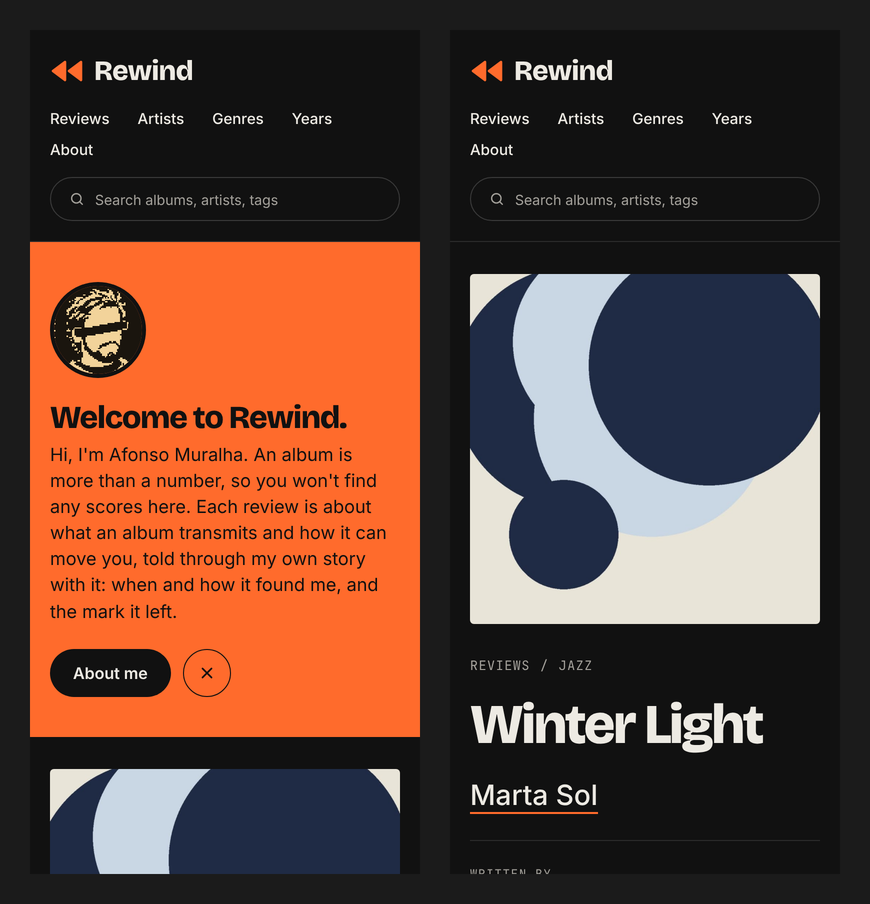 Rewind
Reviews Artists Genres Years
About
Search albums, artists, tags
Welcome to Rewind.
Hi, I'm Afonso Muralha. An album is
more than a number, so you won't find
any scores here. Each review is about
what an album transmits and how it can
move you, told through my own story
with it: when and how it found me, and
the mark it left.
About me
Rewind
Reviews Artists Genres Years
About
Search albums, artists, tags
REVIEWS / JAZZ
Winter Light
Marta Sol
WRITTEN BY